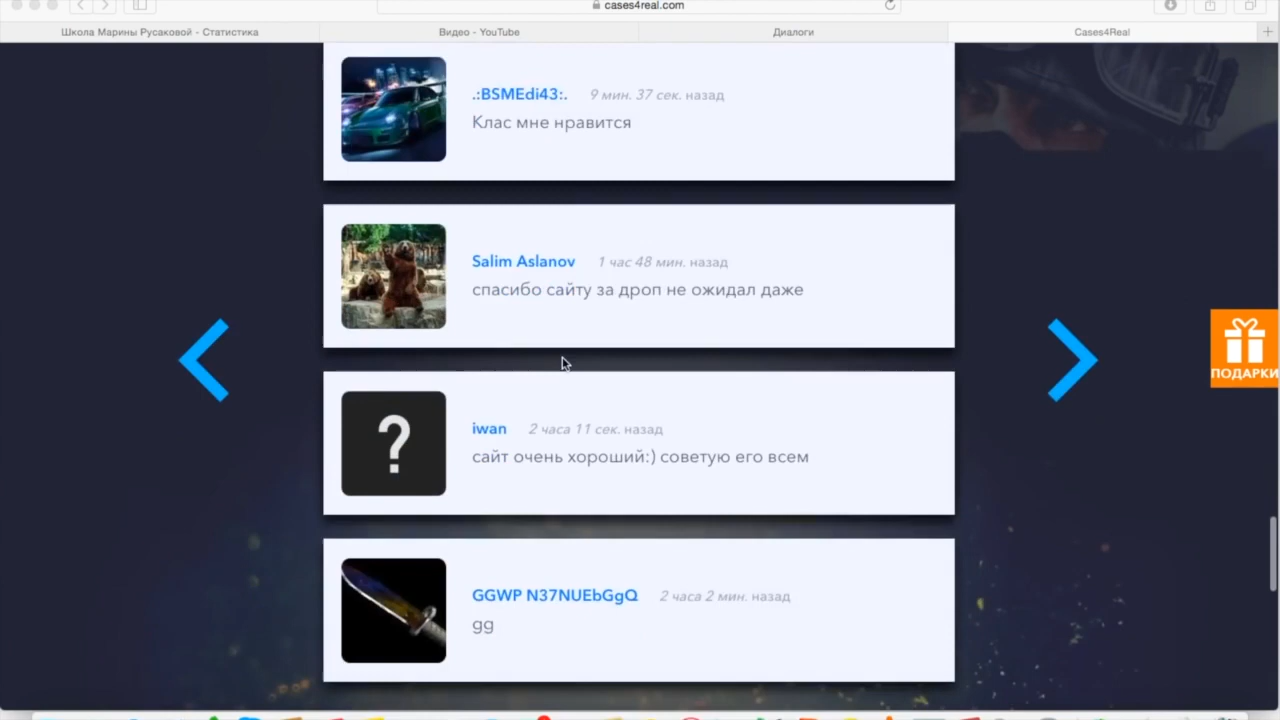 cases4real.com
Школа Марины Русаковой - Статистика
Видео - YouTube
Диалоги
Cases4Real
.:BSMEdi43:. 9 мин. 37 сек. назад
Клас мне нравится
Salim Aslanov 1 час 48 мин. назад
спасибо сайту за дроп не ожидал даже
ПОДАРКИ
iwan 2 часа 11 сек. назад
сайт очень хороший:) советую его всем
GGWP N37NUEbGgQ 2 часа 2 мин. назад
gg